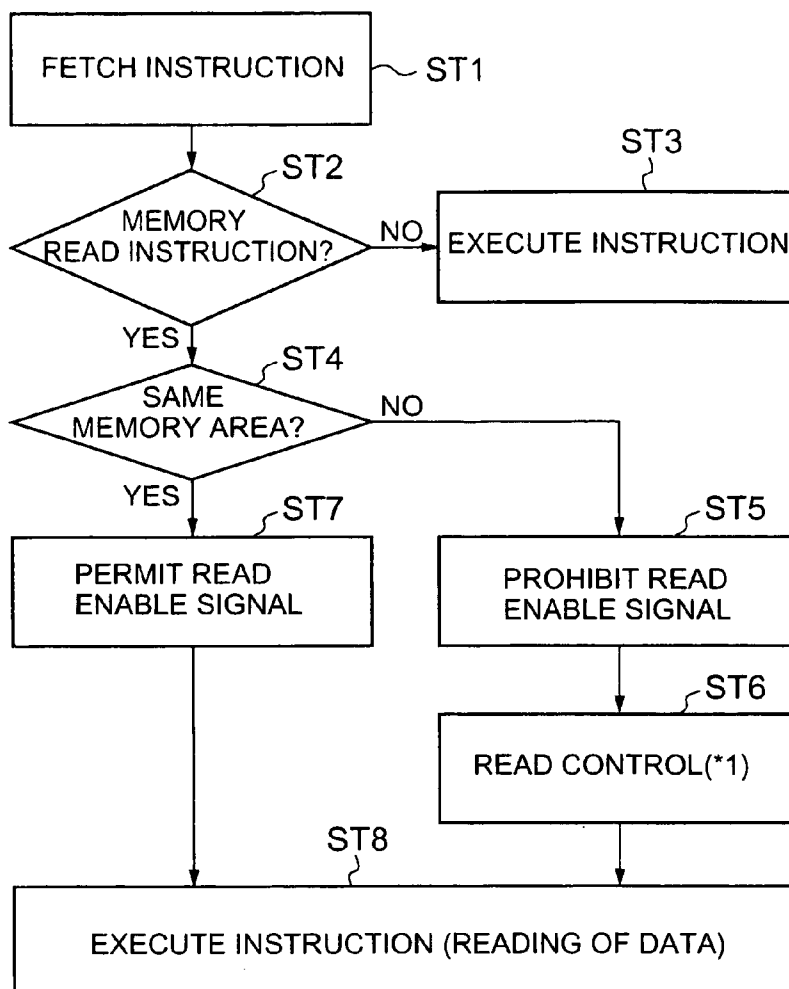 FETCH INSTRUCTION
ST1
ST2
MEMORY
READ INSTRUCTION?
NO
ST3
EXECUTE INSTRUCTION
YES
ST4
SAME
MEMORY AREA?
NO
YES
ST7
PERMIT READ
ENABLE SIGNAL
ST5
PROHIBIT READ
ENABLE SIGNAL
ST6
READ CONTROL(*1)
ST8
EXECUTE INSTRUCTION (READING OF DATA)